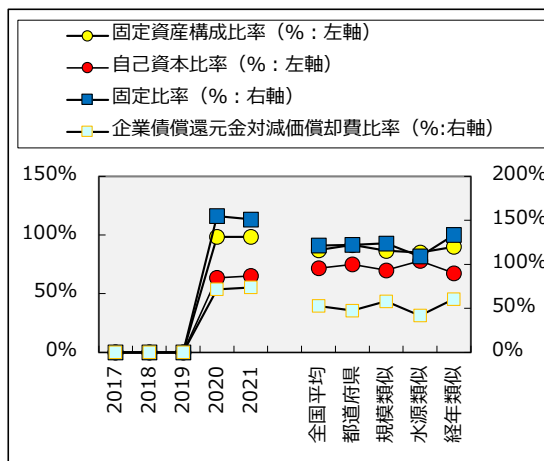 固定資産構成比率（%：左軸）
自己資本比率（%：左軸）
固定比率（%：右軸）
企業債償還元金対減価償却費比率（%:右軸）
150%
100%
50%
0%
200%
150%
100%
50%
0%
2017
2018
2019
2020
2021
全国平均
都道府県
規模類似
水源類似
経年類似